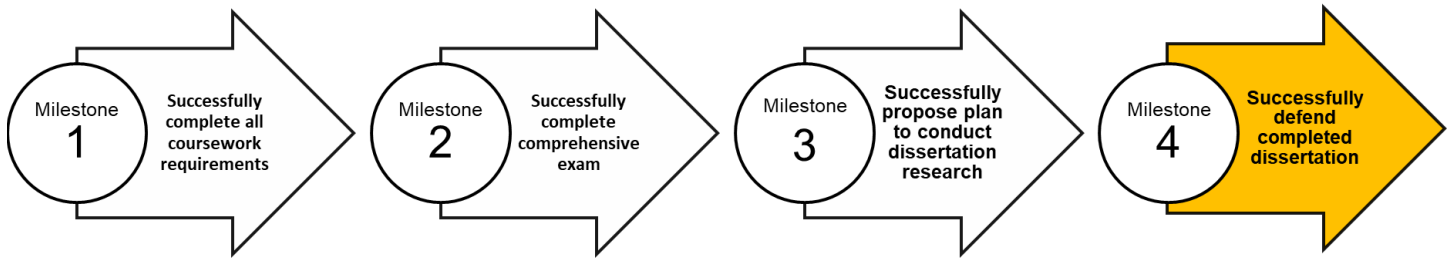 Milestone
1
Successfully
complete all
coursework
requirements
Milestone
2
Successfully
complete
comprehensive
exam
Milestone
3
Successfully
propose plan
to conduct
dissertation
research
Milestone
4
Successfully
defend
completed
dissertation